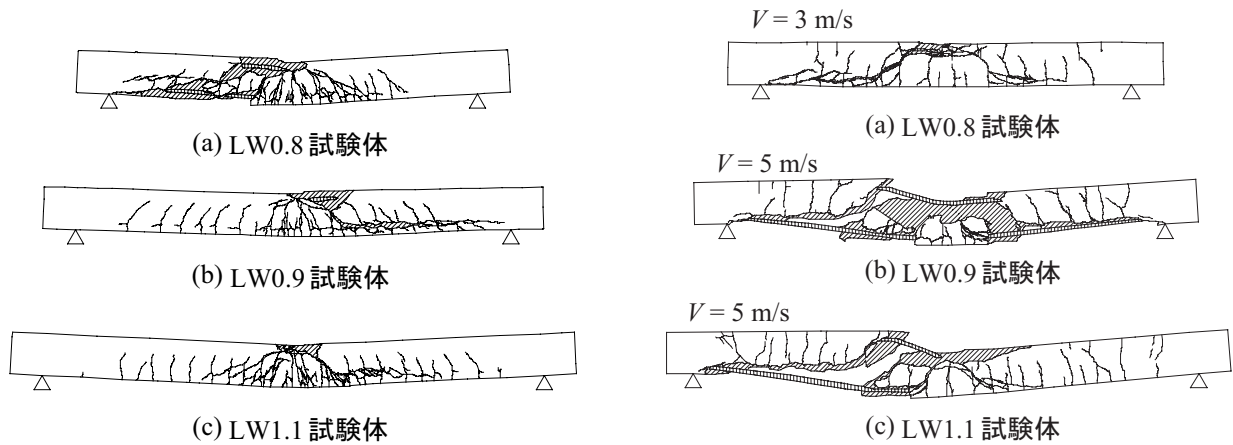 (a) LW0.8 試験体
(b) LW0.9 試験体
(c) LW1.1 試験体
V = 3 m/s
(a) LW0.8 試験体
V = 5 m/s
(b) LW0.9 試験体
V = 5 m/s
(c) LW1.1 試験体